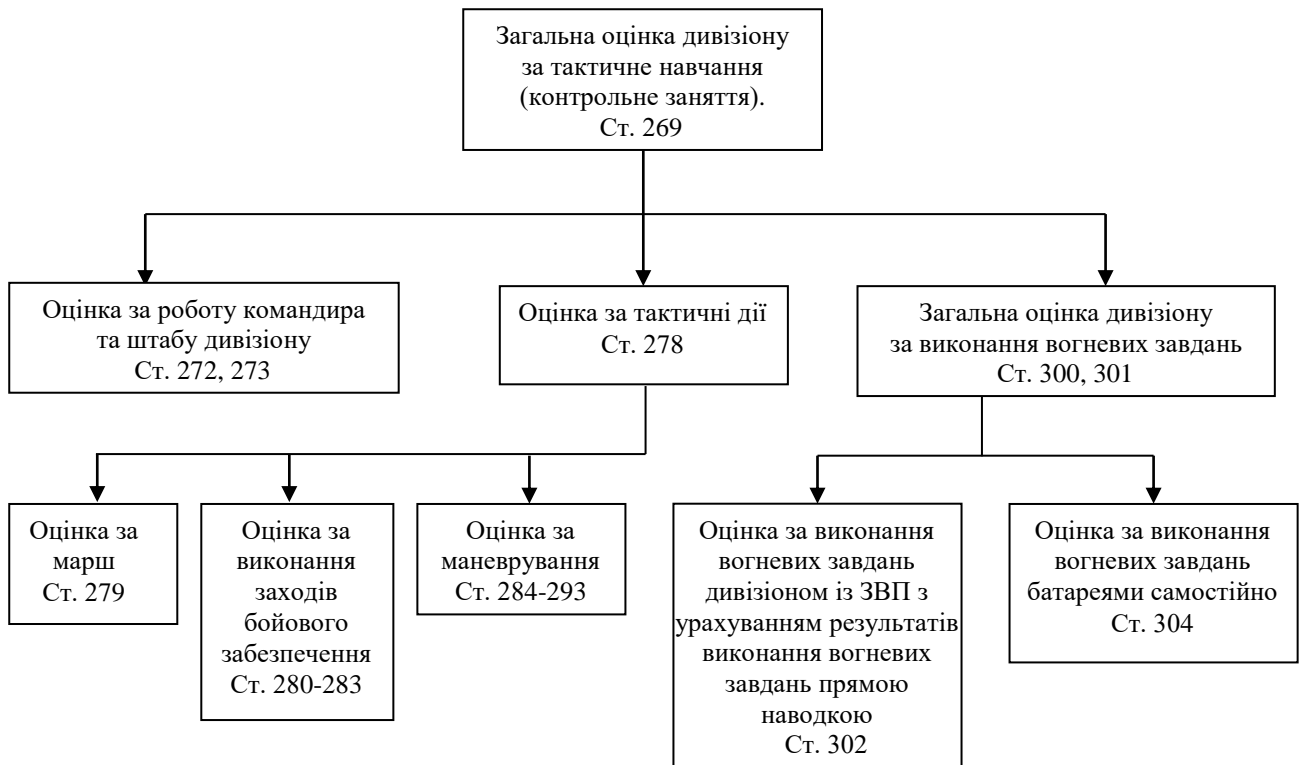 Загальна оцінка дивізіону
за тактичне навчання
(контрольне заняття).
Ст. 269
Оцінка за роботу командира
та штабу дивізіону
Ст. 272, 273
Оцінка за тактичні дії
Ст. 278
Загальна оцінка дивізіону
за виконання вогневих завдань
Ст. 300, 301
Оцінка за
марш
Ст. 279
Оцінка за
виконання
заходів
бойового
забезпечення
Ст. 280-283
Оцінка за
маневрування
Ст. 284-293
Оцінка за виконання
вогневих завдань
дивізіоном із ЗВП з
урахуванням результатів
виконання вогневих
завдань прямою
наводкою
Ст. 302
Оцінка за виконання
вогневих завдань
батареями самостійно
Ст. 304